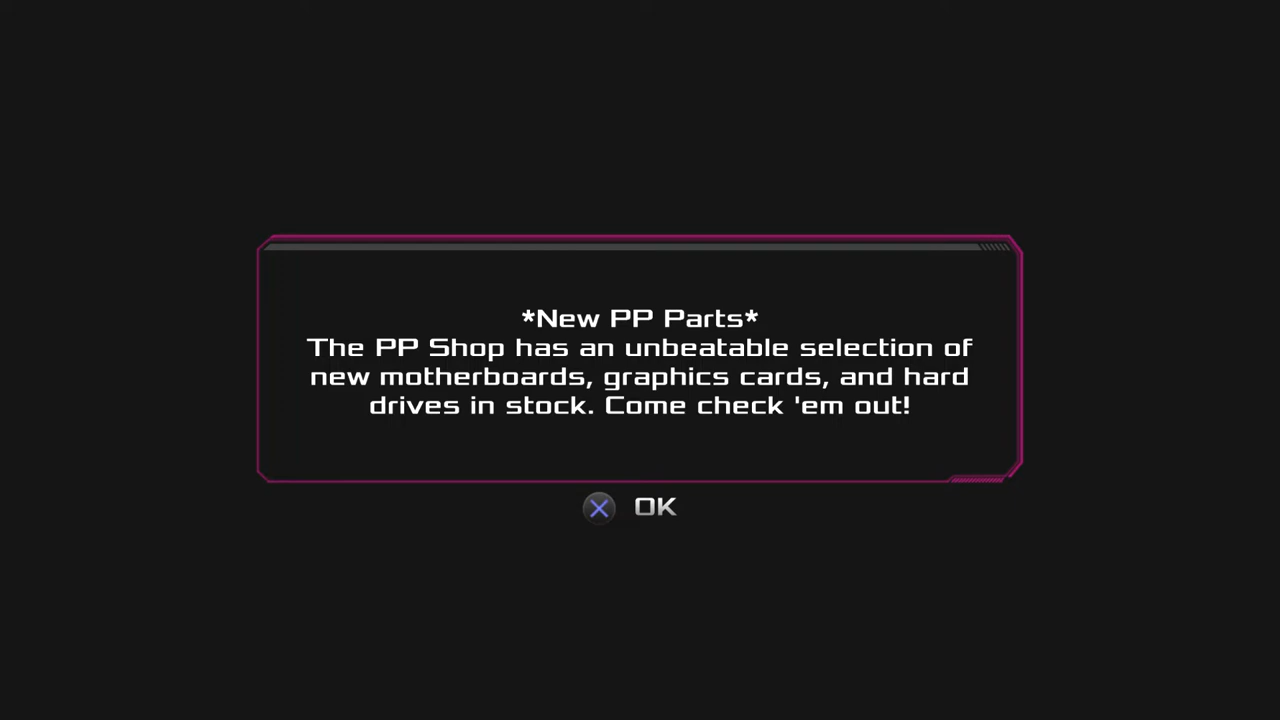 *New PP Parts*
The PP Shop has an unbeatable selection of
new motherboards, graphics cards, and hard
drives in stock. Come check 'em out!
OK